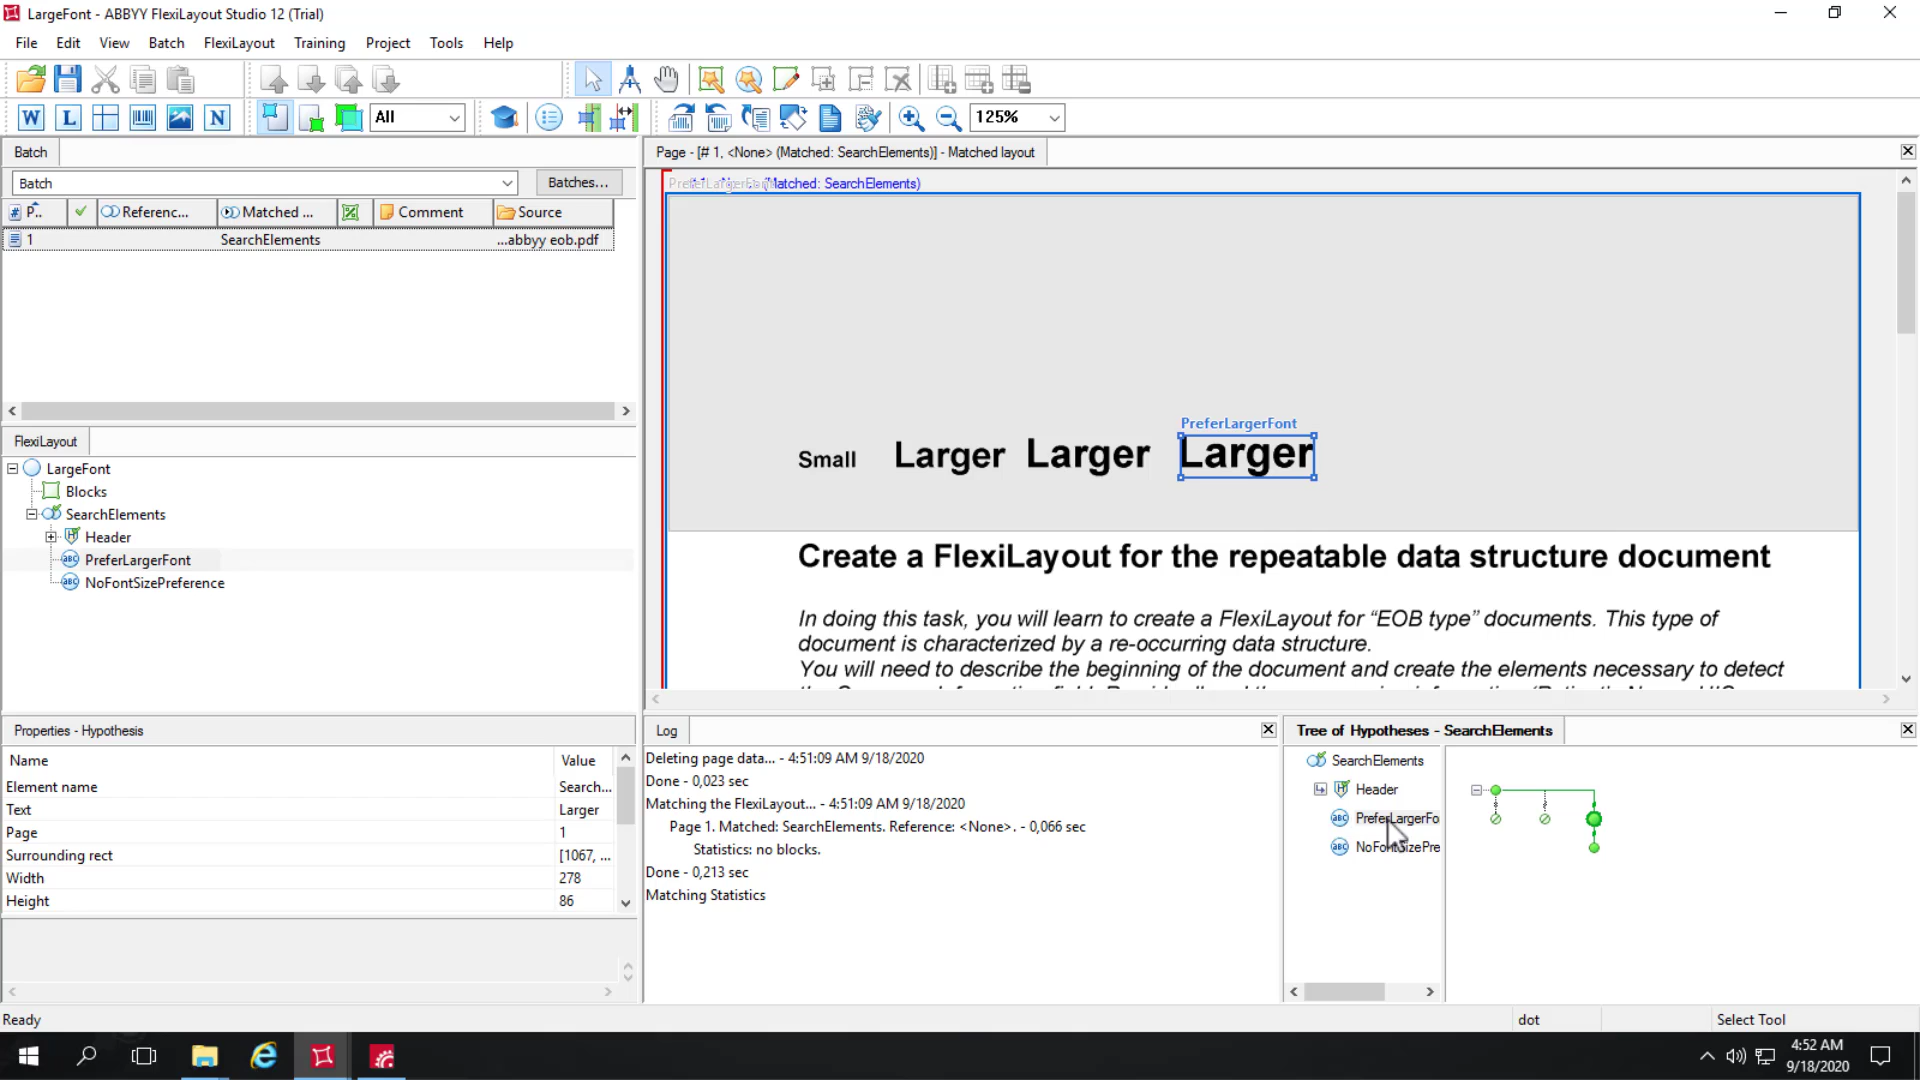 LargeFont - ABBYY FlexiLayout Studio 12 (Trial)
File Edit View Batch FlexiLayout Training Project Tools Help
W L N All 125%
Batch
Batch Batches...
# P.. Referenc... Matched ... Comment Source
1 SearchElements ...abbyy eob.pdf
FlexiLayout
LargeFont
Blocks
SearchElements
Header
PreferLargerFont
NoFontSizePreference
Properties - Hypothesis
Name Value
Element name Search...
Text Larger
Page 1
Surrounding rect [1067, ...
Width 278
Height 86
Page - [# 1, <None> (Matched: SearchElements)] - Matched layout
(Matched: SearchElements)
PreferLargerFont
Small Larger Larger Larger
Create a FlexiLayout for the repeatable data structure document
In doing this task, you will learn to create a FlexiLayout for “EOB type” documents. This type of
document is characterized by a re-occurring data structure.
You will need to describe the beginning of the document and create the elements necessary to detect
Log
Deleting page data... - 4:51:09 AM 9/18/2020
Done - 0,023 sec
Matching the FlexiLayout... - 4:51:09 AM 9/18/2020
Page 1. Matched: SearchElements. Reference: <None>. - 0,066 sec
Statistics: no blocks.
Done - 0,213 sec
Matching Statistics
Tree of Hypotheses - SearchElements
SearchElements
Header
PreferLargerFo
NoFontSizePre
Ready dot Select Tool
4:52 AM
9/18/2020